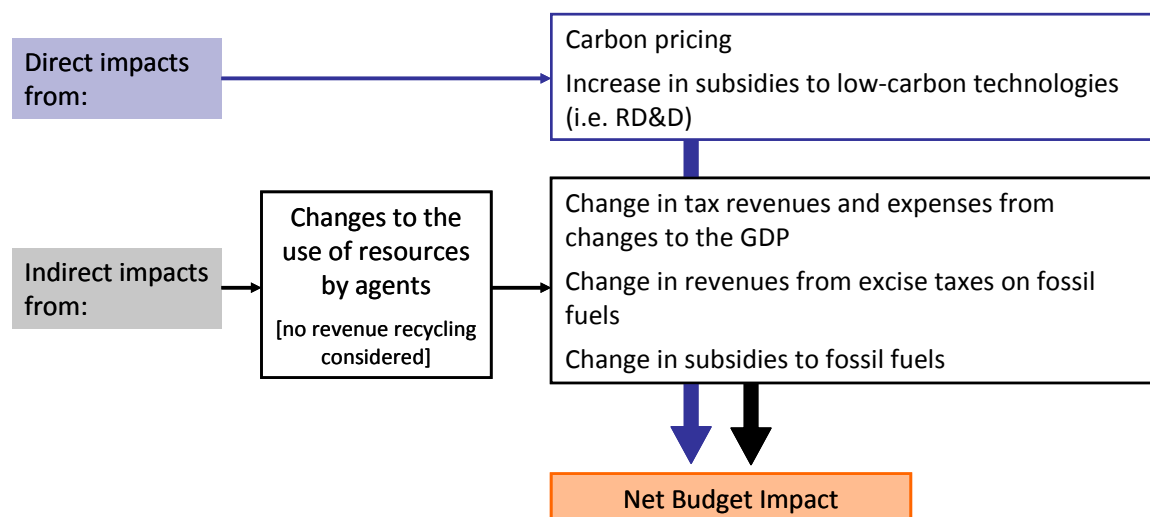 Direct impacts
from:
Carbon pricing
Increase in subsidies to low-carbon technologies
(i.e. RD&D)
Indirect impacts
from:
Changes to the
use of resources
by agents
[no revenue recycling
considered]
Change in tax revenues and expenses from
changes to the GDP
Change in revenues from excise taxes on fossil
fuels
Change in subsidies to fossil fuels
Net Budget Impact